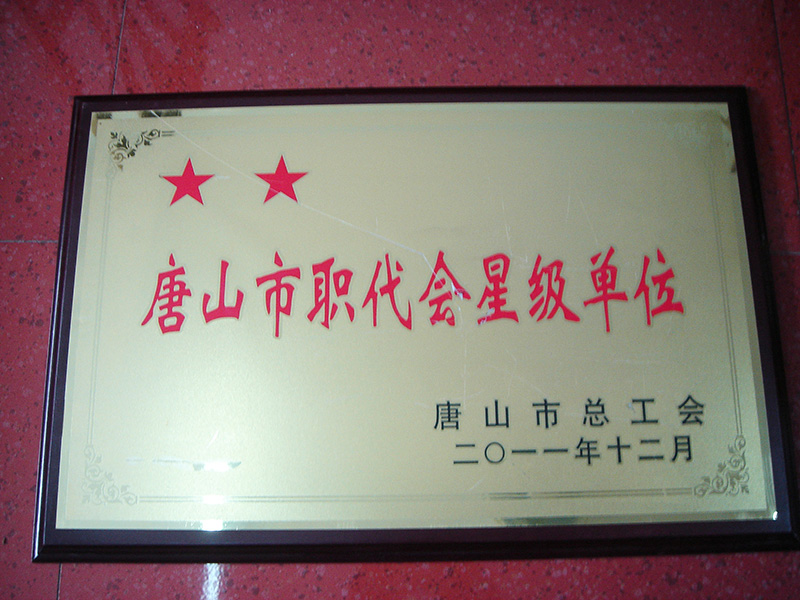 唐山市职代会星级单位
唐山市总工会
二〇一一年十二月